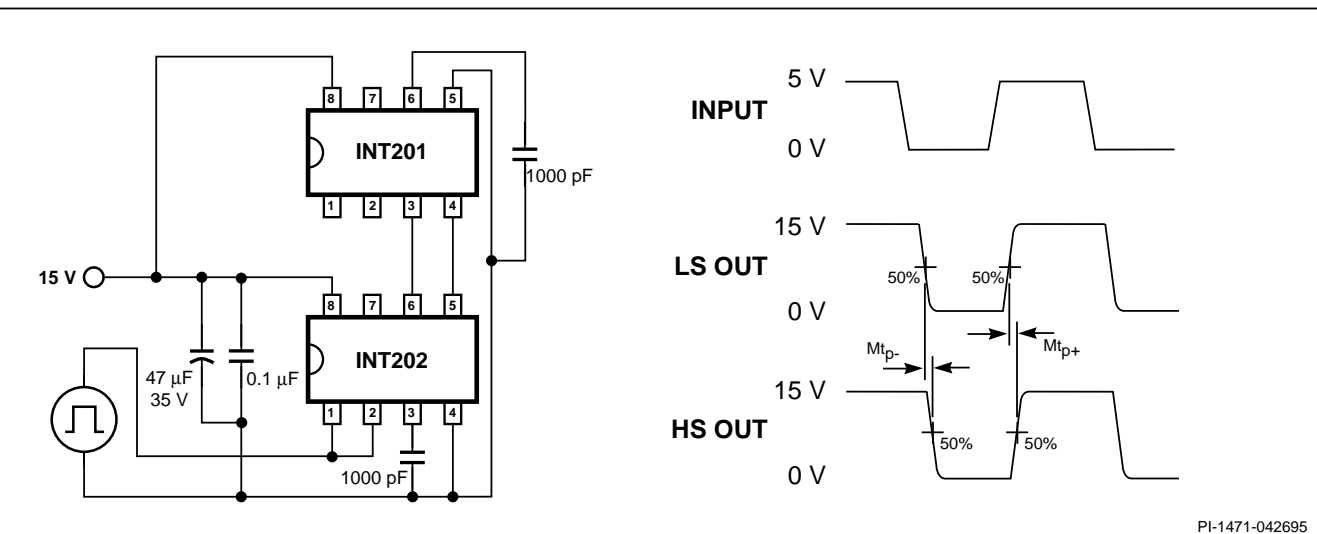 8 7 6 5
INT201
1 2 3 4
1000 pF
15 V
8 7 6 5
INT202
1 2 3 4
47 μF
35 V
0.1 μF
1000 pF
INPUT
5 V
0 V
LS OUT
15 V
50%
50%
0 V
Mtp-
Mtp+
HS OUT
15 V
50%
50%
0 V
PI-1471-042695